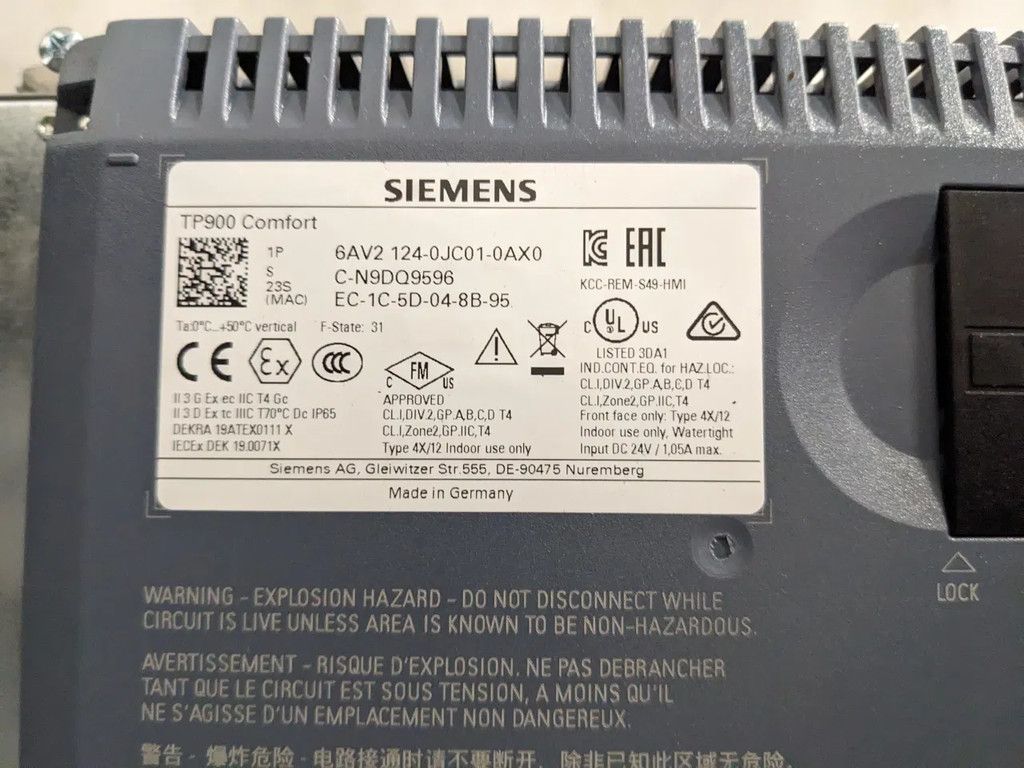 SIEMENS
TP900 Comfort
1P 6AV2 124-0JC01-0AX0
S C-N9DQ9596
23S (MAC) EC-1C-5D-04-8B-95
KCC-REM-S49-HMI
Ta:0°C...+50°C vertical F-State: 31
CE Ex CCC
II 3 G Ex ec IIC T4 Gc
II 3 D Ex tc IIIC T70°C Dc IP65
DEKRA 19ATEX0111 X
IECEx DEK 19.0071X
C FM US
APPROVED
CL.I,DIV.2,GP.A,B,C,D T4
CL.I,Zone2,GP.IIC,T4
Type 4X/12 Indoor use only
EAC
C UL US
LISTED 3DA1
IND.CONT.EQ. for HAZ.LOC.:
CL.I,DIV.2,GP.A,B,C,D T4
CL.I,Zone2,GP.IIC,T4
Front face only: Type 4X/12
Indoor use only, Watertight
Input DC 24V / 1,05A max.
Siemens AG, Gleiwitzer Str.555, DE-90475 Nuremberg
Made in Germany
LOCK
WARNING - EXPLOSION HAZARD - DO NOT DISCONNECT WHILE
CIRCUIT IS LIVE UNLESS AREA IS KNOWN TO BE NON-HAZARDOUS.
AVERTISSEMENT - RISQUE D'EXPLOSION. NE PAS DEBRANCHER
TANT QUE LE CIRCUIT EST SOUS TENSION, A MOINS QU'IL
NE S'AGISSE D'UN EMPLACEMENT NON DANGEREUX.
警告 - 爆炸危险 - 电路接通时请不要断开, 除非已知此区域无危险.